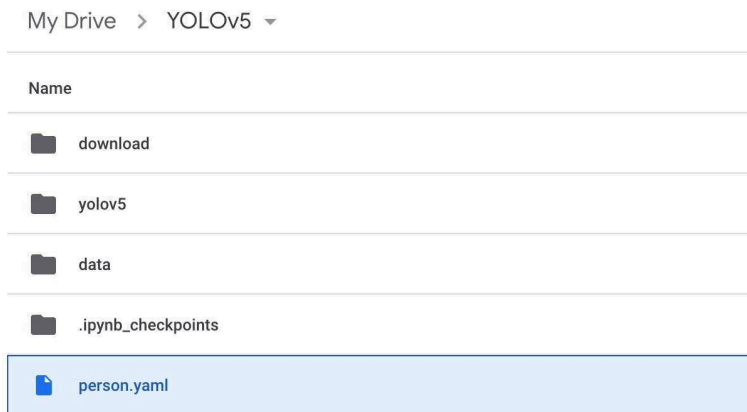 My Drive > YOLOv5
Name
download
yolov5
data
.ipynb_checkpoints
person.yaml